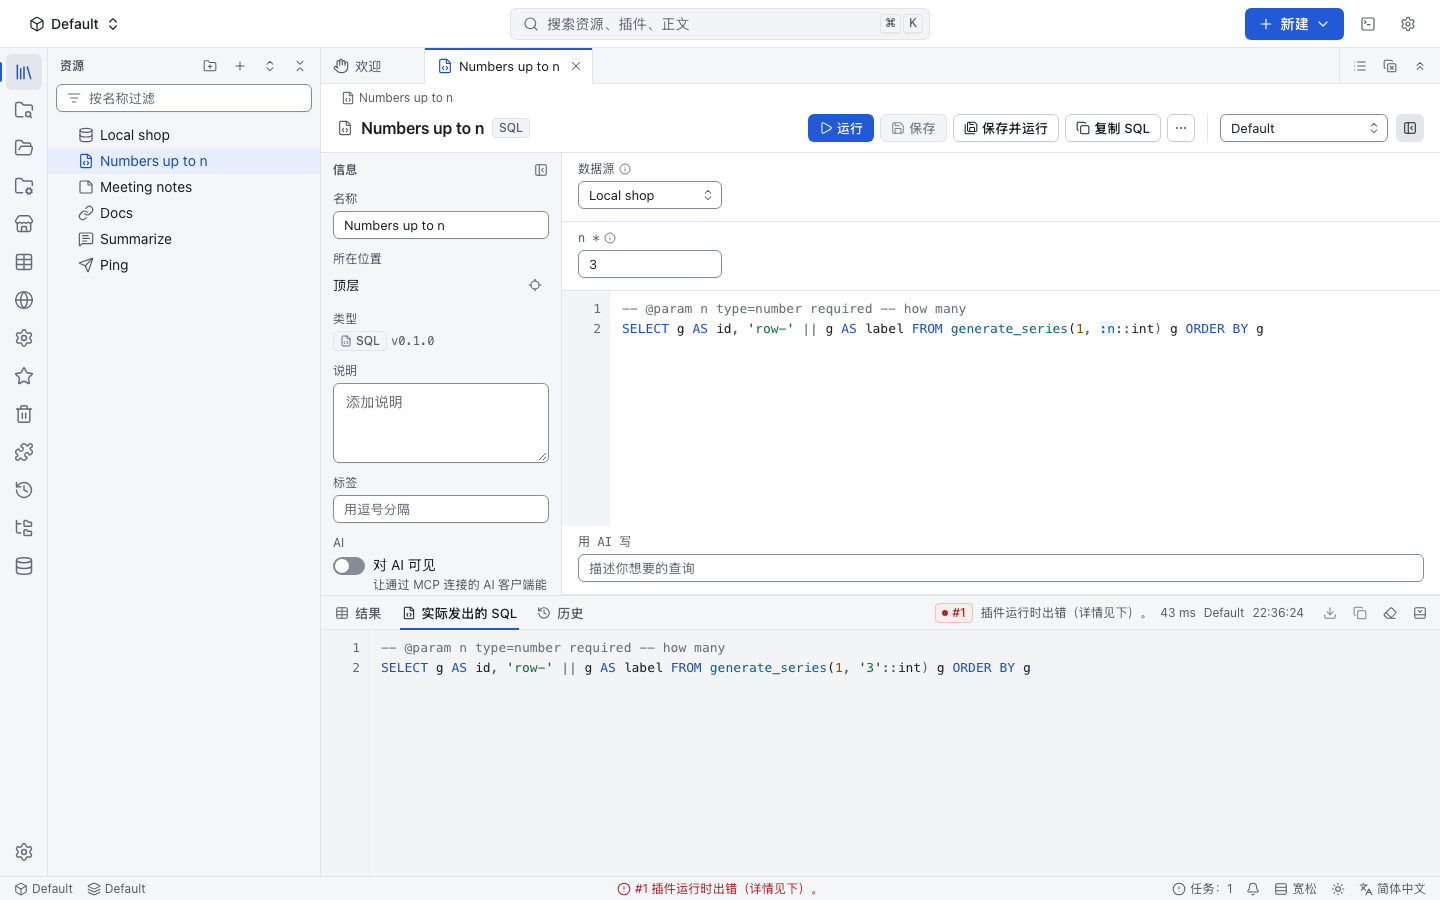 Default
搜索资源、插件、正文
⌘ K
新建
资源
按名称过滤
Local shop
Numbers up to n
Meeting notes
Docs
Summarize
Ping
欢迎
Numbers up to n
Numbers up to n
Numbers up to n SQL
运行
保存
保存并运行
复制 SQL
Default
信息
名称
Numbers up to n
所在位置
顶层
类型
SQL v0.1.0
说明
添加说明
标签
用逗号分隔
AI
对 AI 可见
让通过 MCP 连接的 AI 客户端能
数据源
Local shop
n *
3
1 -- @param n type=number required -- how many
2 SELECT g AS id, 'row-' || g AS label FROM generate_series(1, :n::int) g ORDER BY g
用 AI 写
描述你想要的查询
结果
实际发出的 SQL
历史
#1 插件运行时出错（详情见下）。 43 ms Default 22:36:24
1 -- @param n type=number required -- how many
2 SELECT g AS id, 'row-' || g AS label FROM generate_series(1, '3'::int) g ORDER BY g
Default
Default
#1 插件运行时出错（详情见下）。
任务：1
宽松
简体中文